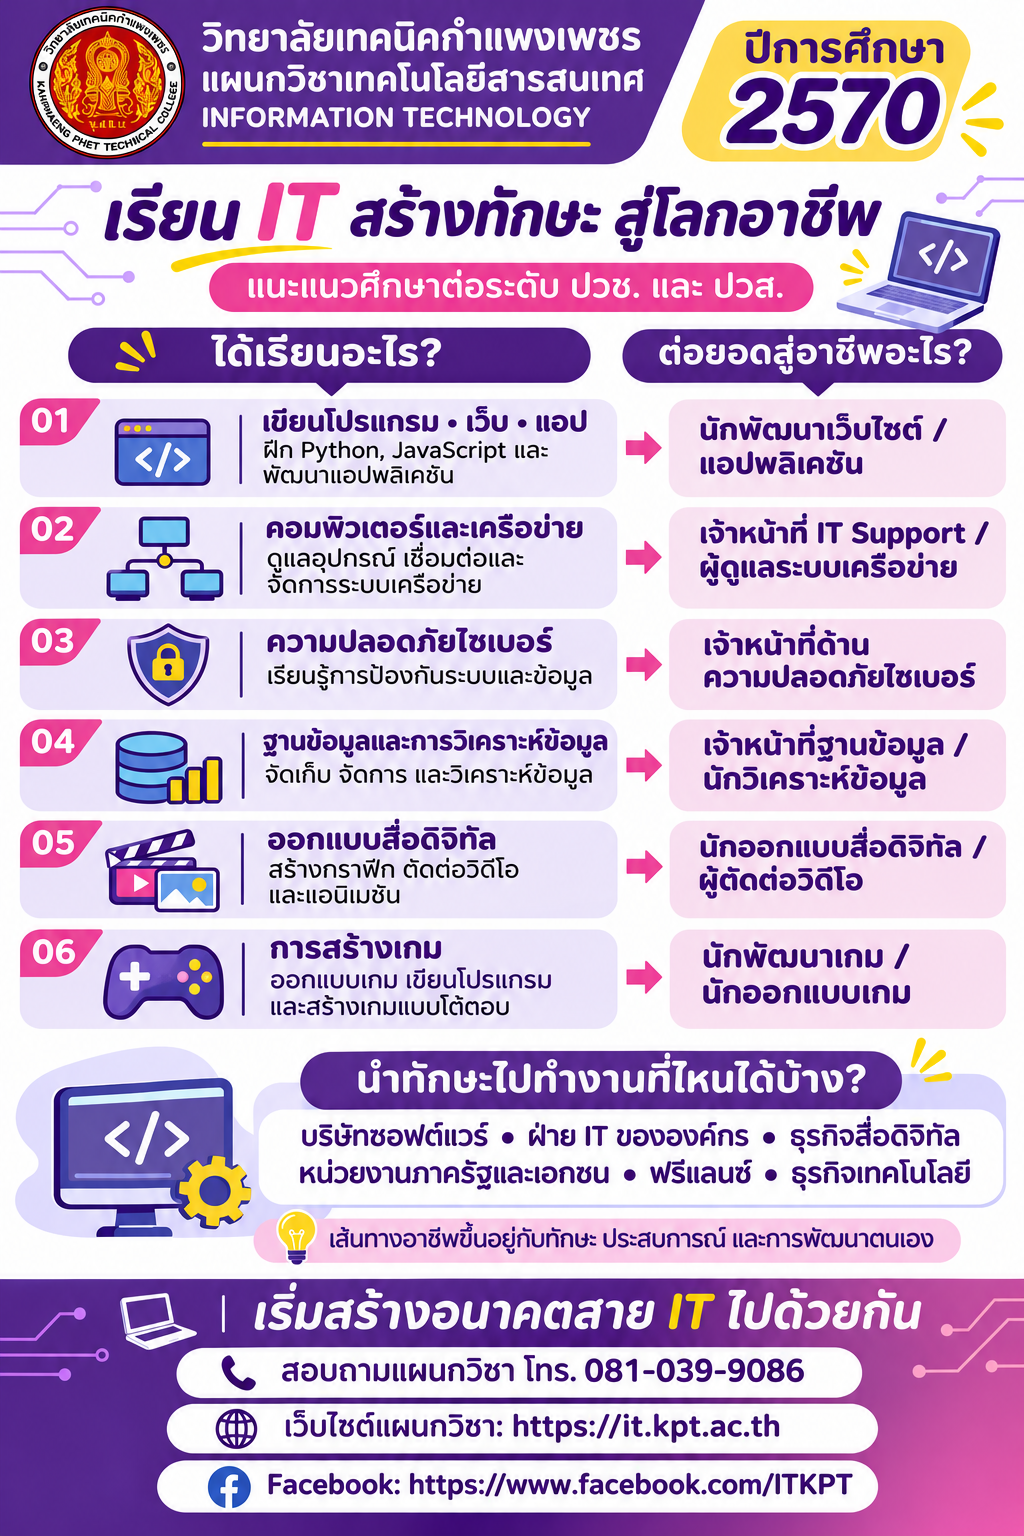 วิทยาลัยเทคนิคกำแพงเพชร
KAMPHAENG PHET TECHNICAL COLLEGE
วิทยาลัยเทคนิคกำแพงเพชร
แผนกวิชาเทคโนโลยีสารสนเทศ
INFORMATION TECHNOLOGY
ปีการศึกษา
2570
เรียน IT สร้างทักษะ สู่โลกอาชีพ
</>
แนะแนวศึกษาต่อระดับ ปวช. และ ปวส.
ได้เรียนอะไร?
ต่อยอดสู่อาชีพอะไร?
01
</>
เขียนโปรแกรม • เว็บ • แอป
ฝึก Python, JavaScript และ
พัฒนาแอปพลิเคชัน
นักพัฒนาเว็บไซต์ /
แอปพลิเคชัน
02
คอมพิวเตอร์และเครือข่าย
ดูแลอุปกรณ์ เชื่อมต่อและ
จัดการระบบเครือข่าย
เจ้าหน้าที่ IT Support /
ผู้ดูแลระบบเครือข่าย
03
ความปลอดภัยไซเบอร์
เรียนรู้การป้องกันระบบและข้อมูล
เจ้าหน้าที่ด้าน
ความปลอดภัยไซเบอร์
04
ฐานข้อมูลและการวิเคราะห์ข้อมูล
จัดเก็บ จัดการ และวิเคราะห์ข้อมูล
เจ้าหน้าที่ฐานข้อมูล /
นักวิเคราะห์ข้อมูล
05
ออกแบบสื่อดิจิทัล
สร้างกราฟิก ตัดต่อวิดีโอ
และแอนิเมชัน
นักออกแบบสื่อดิจิทัล /
ผู้ตัดต่อวิดีโอ
06
การสร้างเกม
ออกแบบเกม เขียนโปรแกรม
และสร้างเกมแบบโต้ตอบ
นักพัฒนาเกม /
นักออกแบบเกม
</>
นำทักษะไปทำงานที่ไหนได้บ้าง?
บริษัทซอฟต์แวร์ • ฝ่าย IT ขององค์กร • ธุรกิจสื่อดิจิทัล
หน่วยงานภาครัฐและเอกชน • ฟรีแลนซ์ • ธุรกิจเทคโนโลยี
เส้นทางอาชีพขึ้นอยู่กับทักษะ ประสบการณ์ และการพัฒนาตนเอง
เริ่มสร้างอนาคตสาย IT ไปด้วยกัน
สอบถามแผนกวิชา โทร. 081-039-9086
เว็บไซต์แผนกวิชา: https://it.kpt.ac.th
Facebook: https://www.facebook.com/ITKPT